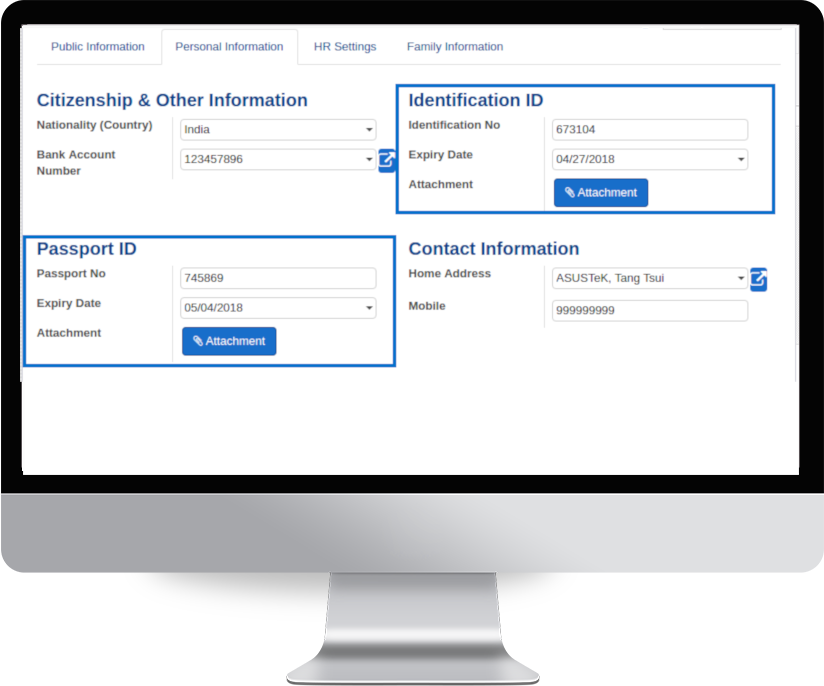 Public Information
Personal Information
HR Settings
Family Information
Citizenship & Other Information
Nationality (Country)
India
Bank Account
Number
123457896
Identification ID
Identification No
673104
Expiry Date
04/27/2018
Attachment
Attachment
Passport ID
Passport No
745869
Expiry Date
05/04/2018
Attachment
Attachment
Contact Information
Home Address
ASUSTeK, Tang Tsui
Mobile
999999999